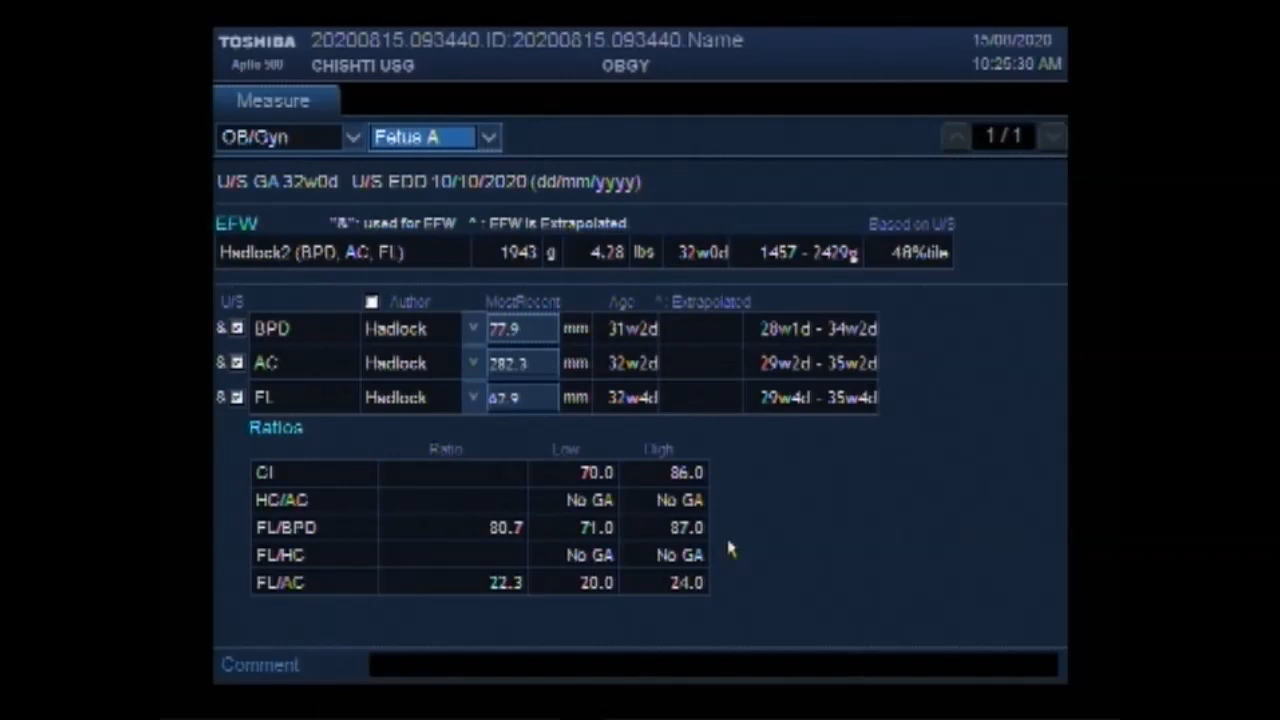 TOSHIBA 20200815.093440.ID:20200815.093440.Name 15/08/2020
Aplio 500 CHISHTI USG OBGY 10:25:30 AM
Measure
OB/Gyn Fetus A 1 / 1
U/S GA 32w0d U/S EDD 10/10/2020 (dd/mm/yyyy)
EFW "&": used for EFW ^ : EFW is Extrapolated Based on U/S
Hadlock2 (BPD, AC, FL) 1943 g 4.28 lbs 32w0d 1457 - 2429g 48%tile
U/S Author MostRecent Age ^ : Extrapolated
& BPD Hadlock 77.9 mm 31w2d 28w1d - 34w2d
& AC Hadlock 282.3 mm 32w2d 29w2d - 35w2d
& FL Hadlock mm 32w4d 29w4d - 35w4d
Ratios
Ratio Low High
CI 70.0 86.0
HC/AC No GA No GA
FL/BPD 80.7 71.0 87.0
FL/HC No GA No GA
FL/AC 22.3 20.0 24.0
Comment